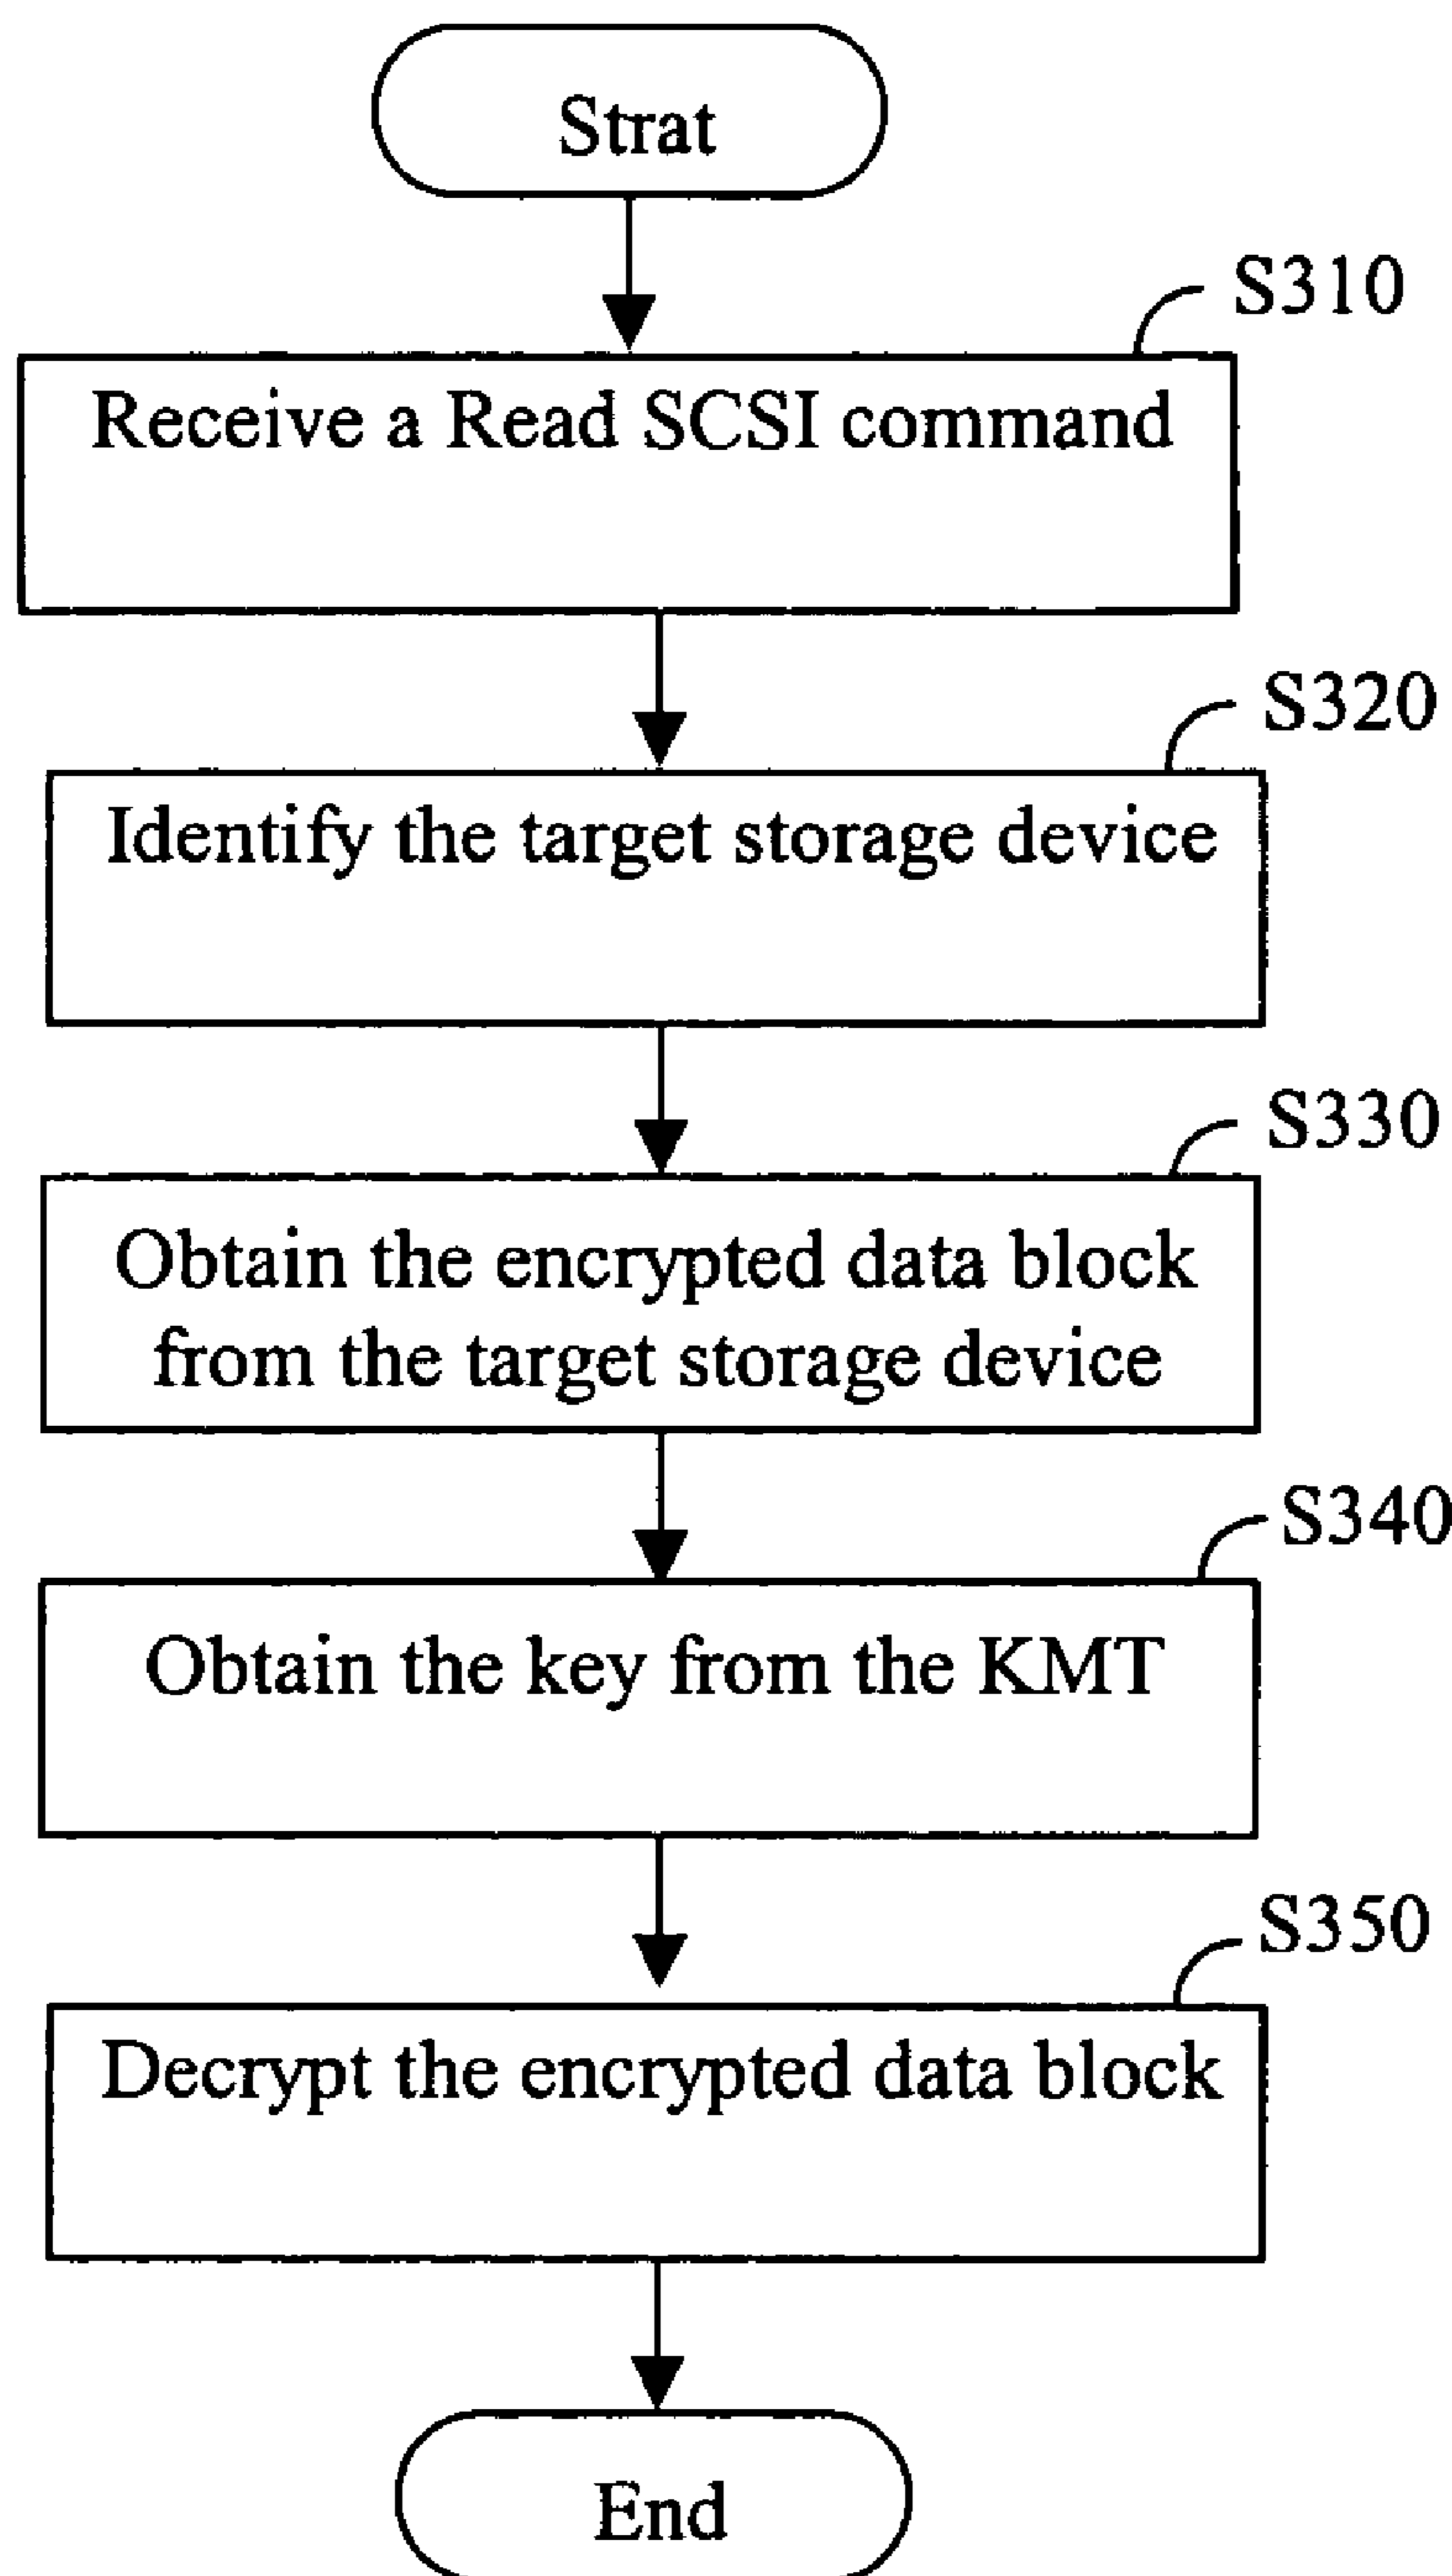 Strat
S310
Receive a Read SCSI command
S320
Identify the target storage device
S330
Obtain the encrypted data block
from the target storage device
S340
Obtain the key from the KMT
S350
Decrypt the encrypted data block
End